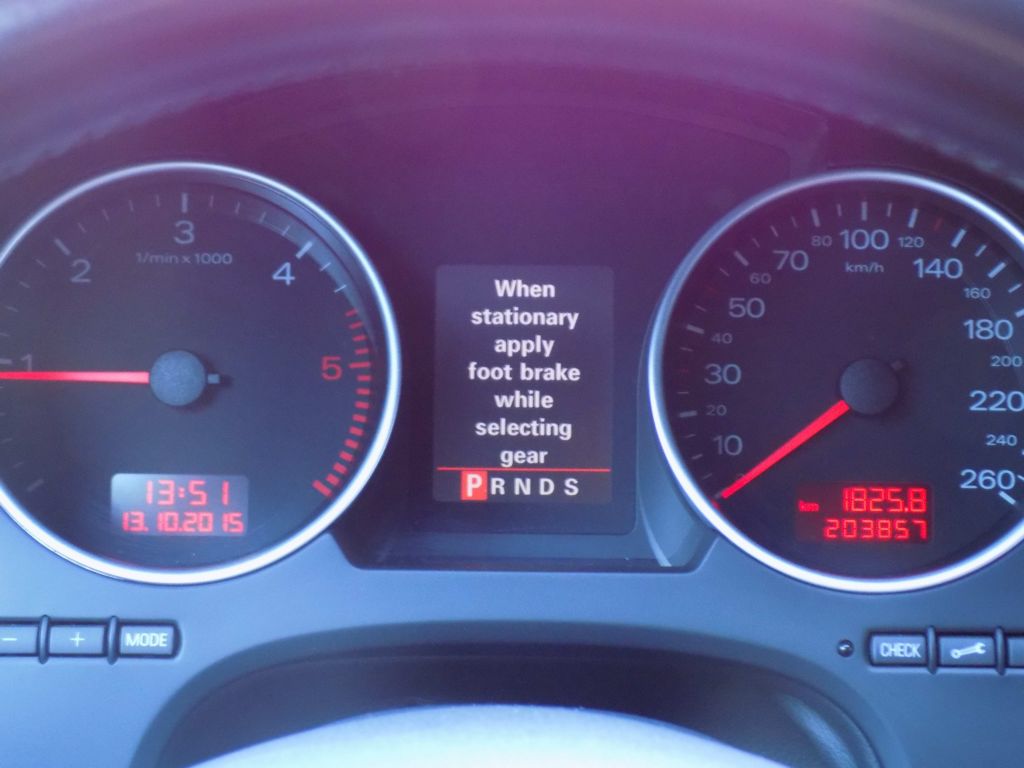 1 2 3 4 5
1/min x 1000
13:51
13.10.2015
When
stationary
apply
foot brake
while
selecting
gear
P R N D S
10 20 30 40 50 60 70 80 100 120 140 160 180 200 220 240 260
km/h
km 1825.8
203857
− + MODE
CHECK